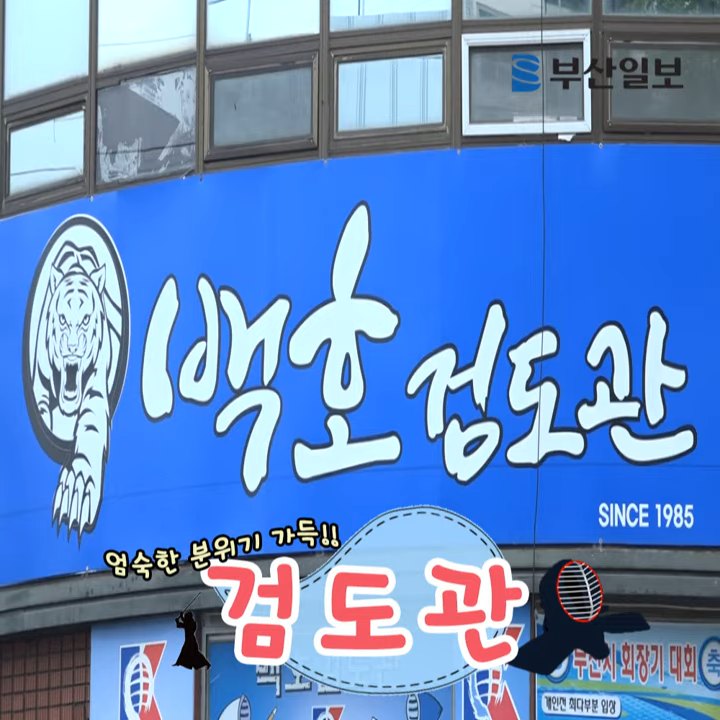 부산일보
백호 검도관
SINCE 1985
엄숙한 분위기 가득!!
검도관
부산시 회장기 대회
축
개인전 최다부문 입상